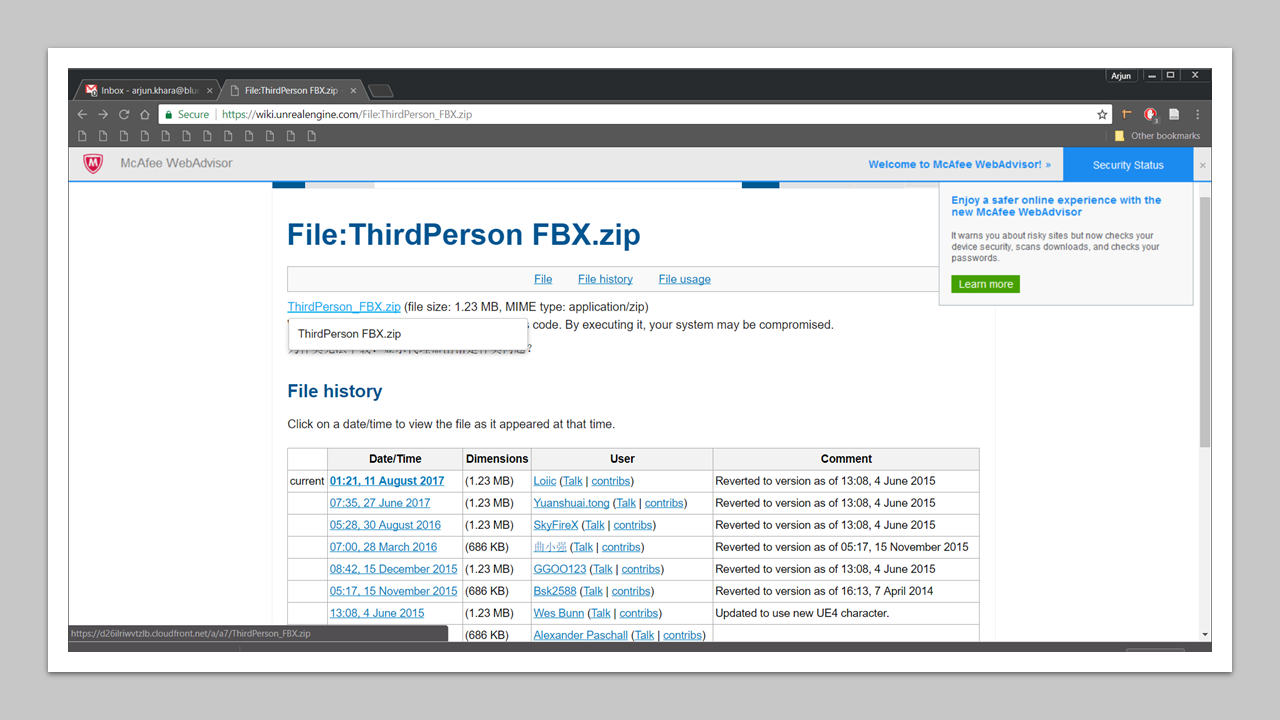 Arjun
Inbox - arjun.khara@blu
File:ThirdPerson FBX.zip
Secure
https://wiki.unrealengine.com/File:ThirdPerson_FBX.zip
Other bookmarks
McAfee WebAdvisor
Welcome to McAfee WebAdvisor! »
Security Status
Enjoy a safer online experience with the
new McAfee WebAdvisor
It warns you about risky sites but now checks your
device security, scans downloads, and checks your
passwords.
Learn more
File:ThirdPerson FBX.zip
File File history File usage
ThirdPerson_FBX.zip (file size: 1.23 MB, MIME type: application/zip)
code. By executing it, your system may be compromised.
ThirdPerson FBX.zip
File history
Click on a date/time to view the file as it appeared at that time.
Date/Time Dimensions User Comment
current 01:21, 11 August 2017 (1.23 MB) Loiic (Talk | contribs) Reverted to version as of 13:08, 4 June 2015
07:35, 27 June 2017 (1.23 MB) Yuanshuai.tong (Talk | contribs) Reverted to version as of 13:08, 4 June 2015
05:28, 30 August 2016 (1.23 MB) SkyFireX (Talk | contribs) Reverted to version as of 13:08, 4 June 2015
07:00, 28 March 2016 (686 KB) 曲小强 (Talk | contribs) Reverted to version as of 05:17, 15 November 2015
08:42, 15 December 2015 (1.23 MB) GGOO123 (Talk | contribs) Reverted to version as of 13:08, 4 June 2015
05:17, 15 November 2015 (686 KB) Bsk2588 (Talk | contribs) Reverted to version as of 16:13, 7 April 2014
13:08, 4 June 2015 (1.23 MB) Wes Bunn (Talk | contribs) Updated to use new UE4 character.
(686 KB) Alexander Paschall (Talk | contribs)
https://d26ilriwvtzlb.cloudfront.net/a/a7/ThirdPerson_FBX.zip